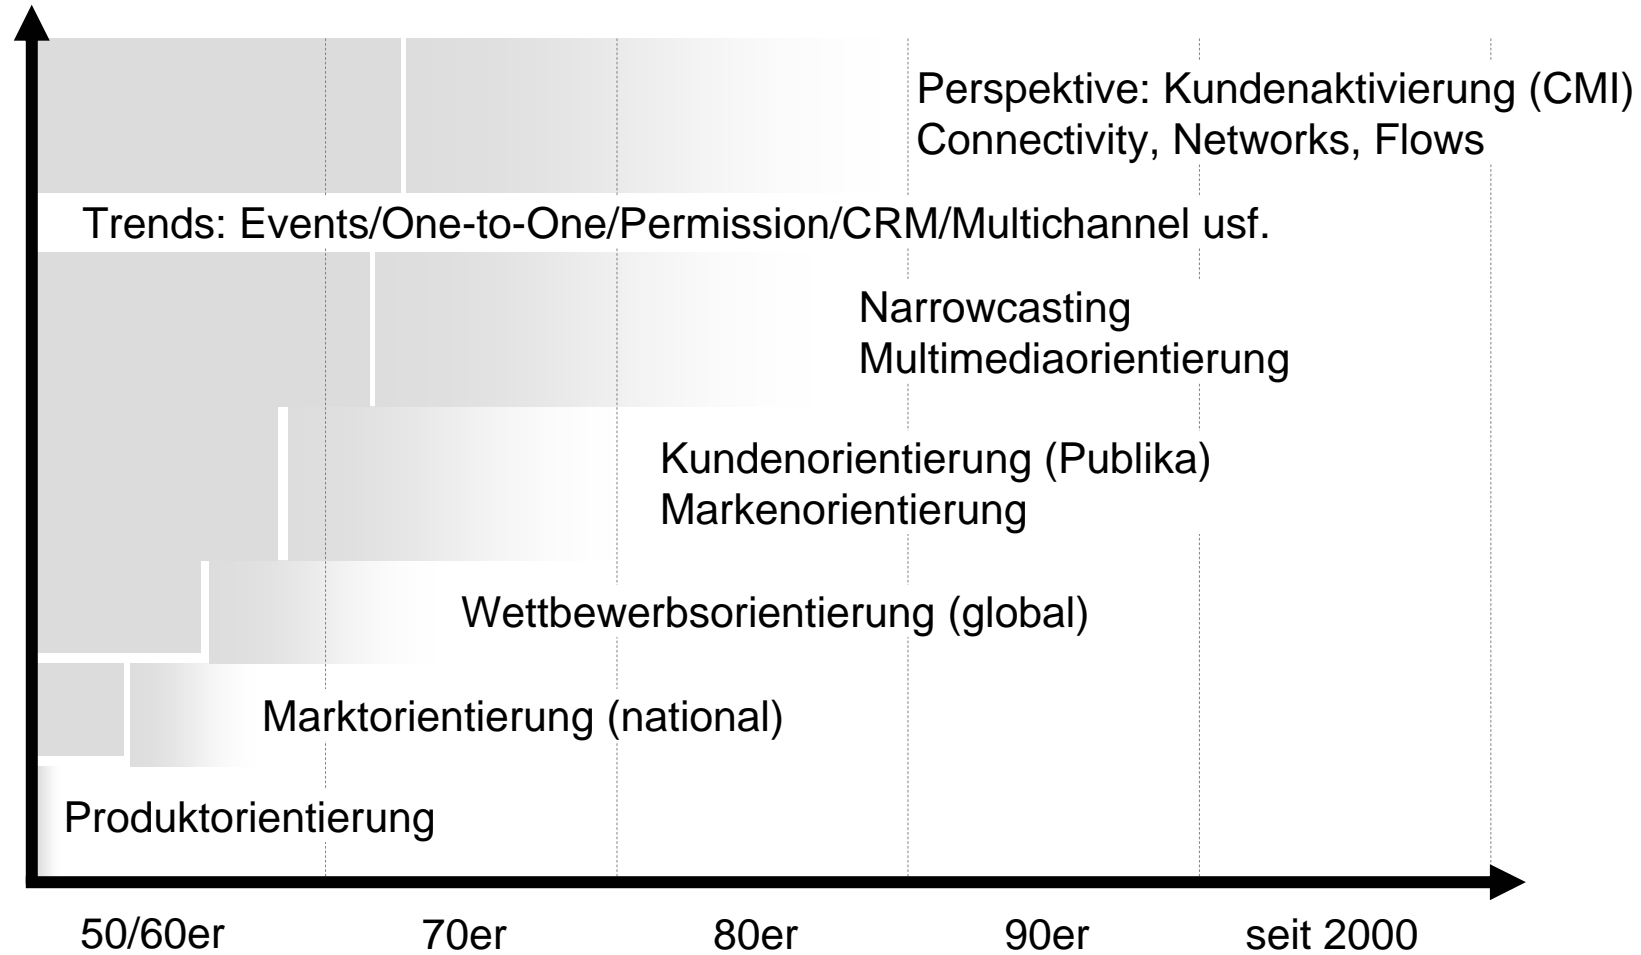 Perspektive: Kundenaktivierung (CMI)
Connectivity, Networks, Flows
Trends: Events/One-to-One/Permission/CRM/Multichannel usf.
Narrowcasting
Multimediaorientierung
Kundenorientierung (Publika)
Markenorientierung
Wettbewerbsorientierung (global)
Marktorientierung (national)
Produktorientierung
50/60er 70er 80er 90er seit 2000